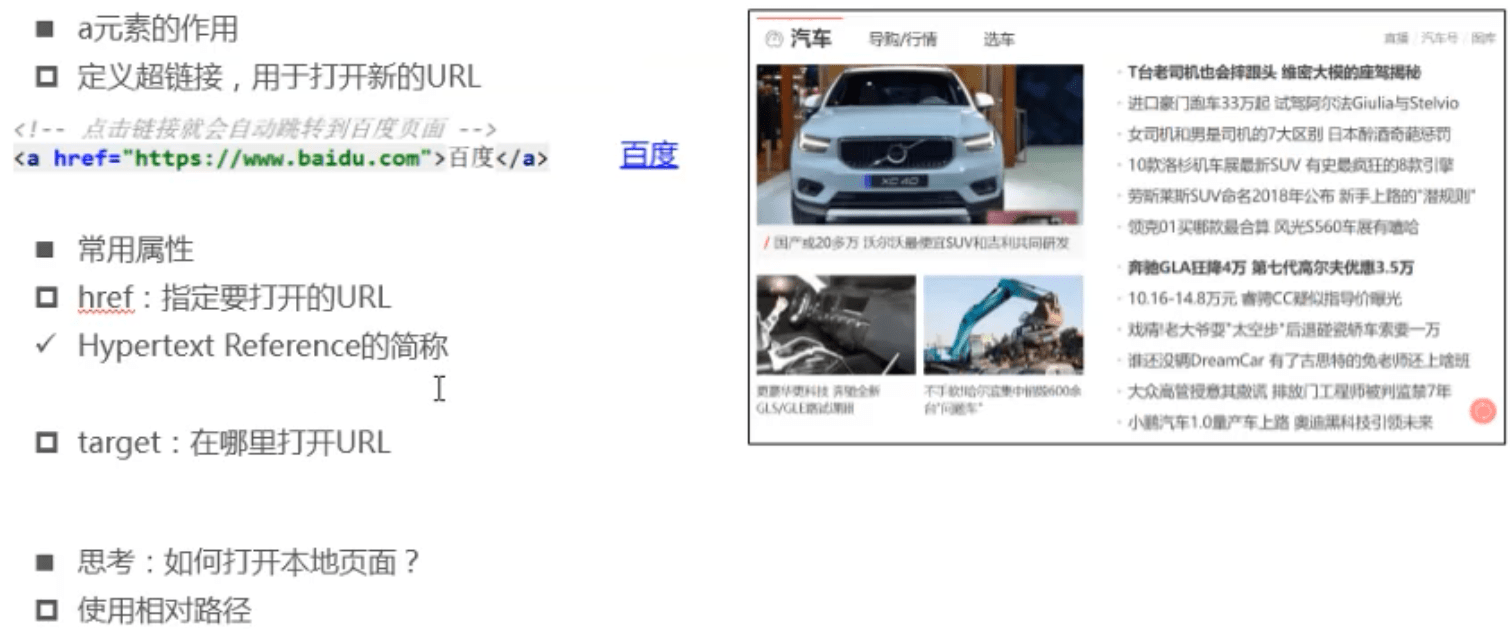 a元素的作用
定义超链接，用于打开新的URL
<!-- 点击链接就会自动跳转到百度页面 -->
<a href="https://www.baidu.com">百度</a>
百度
常用属性
href：指定要打开的URL
Hypertext Reference的简称
target：在哪里打开URL
思考：如何打开本地页面？
使用相对路径
汽车 导购/行情 选车
直播 汽车号 图库
XC 40
国产或20多万 沃尔沃最便宜SUV和吉利共同研发
更豪华更科技 奔驰全新
GLS/GLE路试谍照
不手软!哈尔滨集中销毁600余
台"问题车"
T台老司机也会摔跟头 维密大模的座驾揭秘
进口豪门跑车33万起 试驾阿尔法Giulia与Stelvio
女司机和男是司机的7大区别 日本醉酒奇葩惩罚
10款洛杉机车展最新SUV 有史最疯狂的8款引擎
劳斯莱斯SUV命名2018年公布 新手上路的"潜规则"
领克01买哪款最合算 风光S560车展有嘻哈
奔驰GLA狂降4万 第七代高尔夫优惠3.5万
10.16-14.8万元 睿骋CC疑似指导价曝光
戏精!老大爷耍"太空步"后退碰瓷轿车索要一万
谁还没辆DreamCar 有了古思特的兔老师还上啥班
大众高管授意其撒谎 排放门工程师被判监禁7年
小鹏汽车1.0量产车上路 奥迪黑科技引领未来